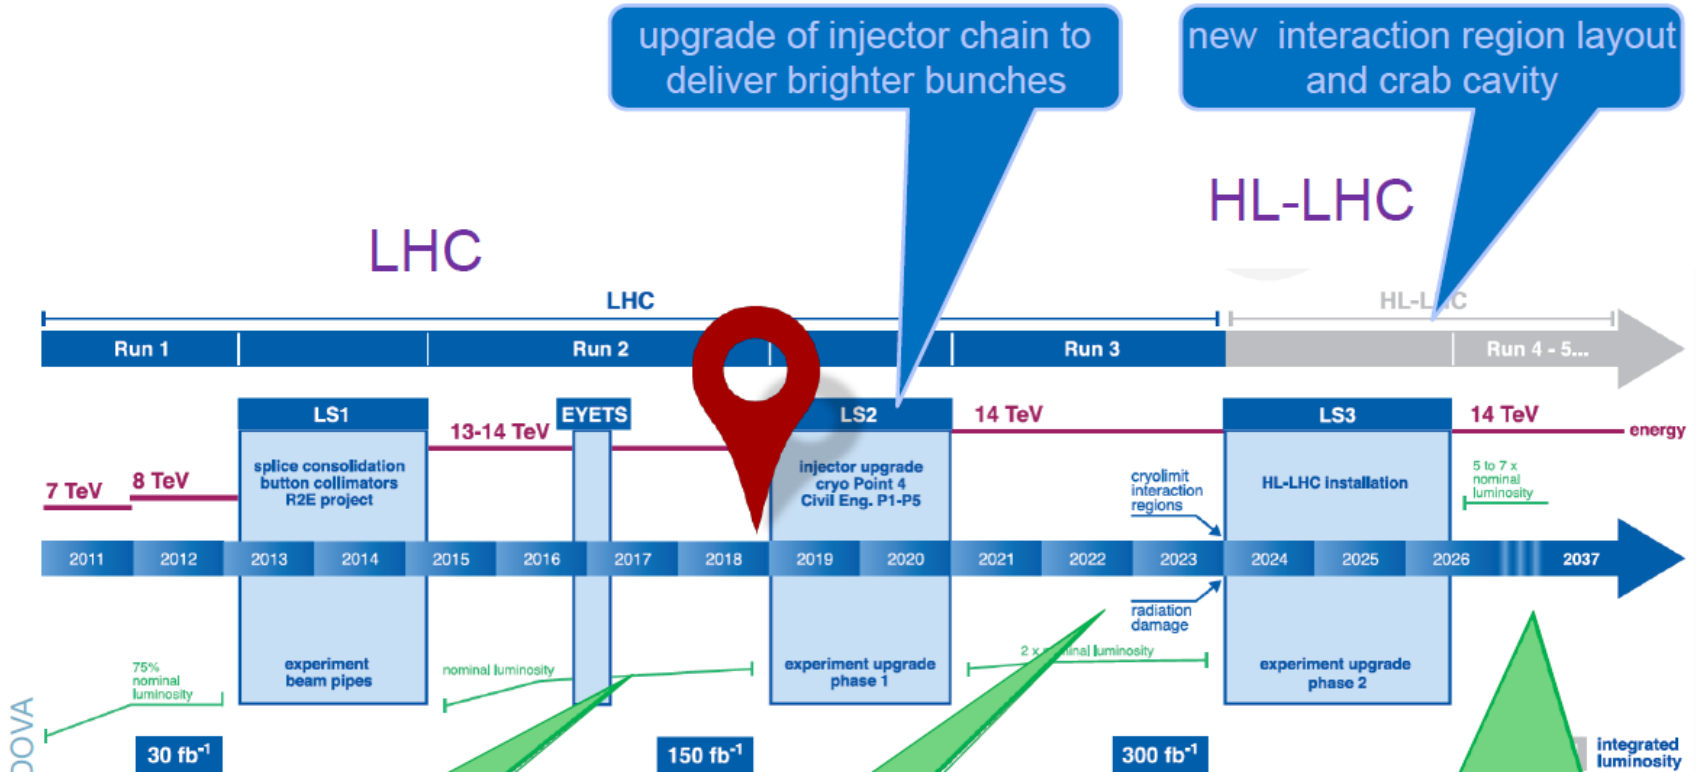 upgrade of injector chain to
deliver brighter bunches
new interaction region layout
and crab cavity
HL-LHC
LHC
LHC
Run 1
Run 2
Run 3
Run 4 - 5...
LS1
EYETS
LS2
14 TeV
LS3
14 TeV
energy
13-14 TeV
splice consolidation
button collimators
R2E project
injector upgrade
cryo Point 4
Civil Eng. P1-P5
cryolimit
interaction
regions
HL-LHC installation
5 to 7 x
nominal
luminosity
7 TeV
8 TeV
2011
2012
2013
2014
2015
2016
2017
2018
2019
2020
2021
2022
2023
2024
2025
2026
2037
radiation
damage
75%
nominal
luminosity
experiment
beam pipes
nominal luminosity
experiment upgrade
phase 1
2 x luminosity
experiment upgrade
phase 2
30 fb⁻¹
150 fb⁻¹
300 fb⁻¹
integrated
luminosity